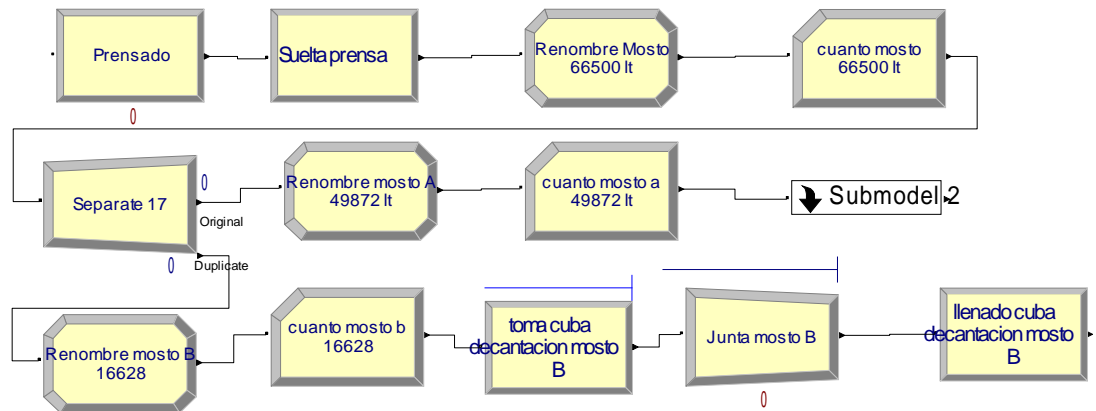 Prensado
Suelta prensa
Renombre Mosto
66500 lt
cuanto mosto
66500 lt
0
Separate 17
0
Original
0
Duplicate
Renombre mosto A
49872 lt
cuanto mosto a
49872 lt
Submodel 2
Renombre mosto B
16628
cuanto mosto b
16628
toma cuba
decantacion mosto
B
Junta mosto B
0
llenado cuba
decantacion mosto
B